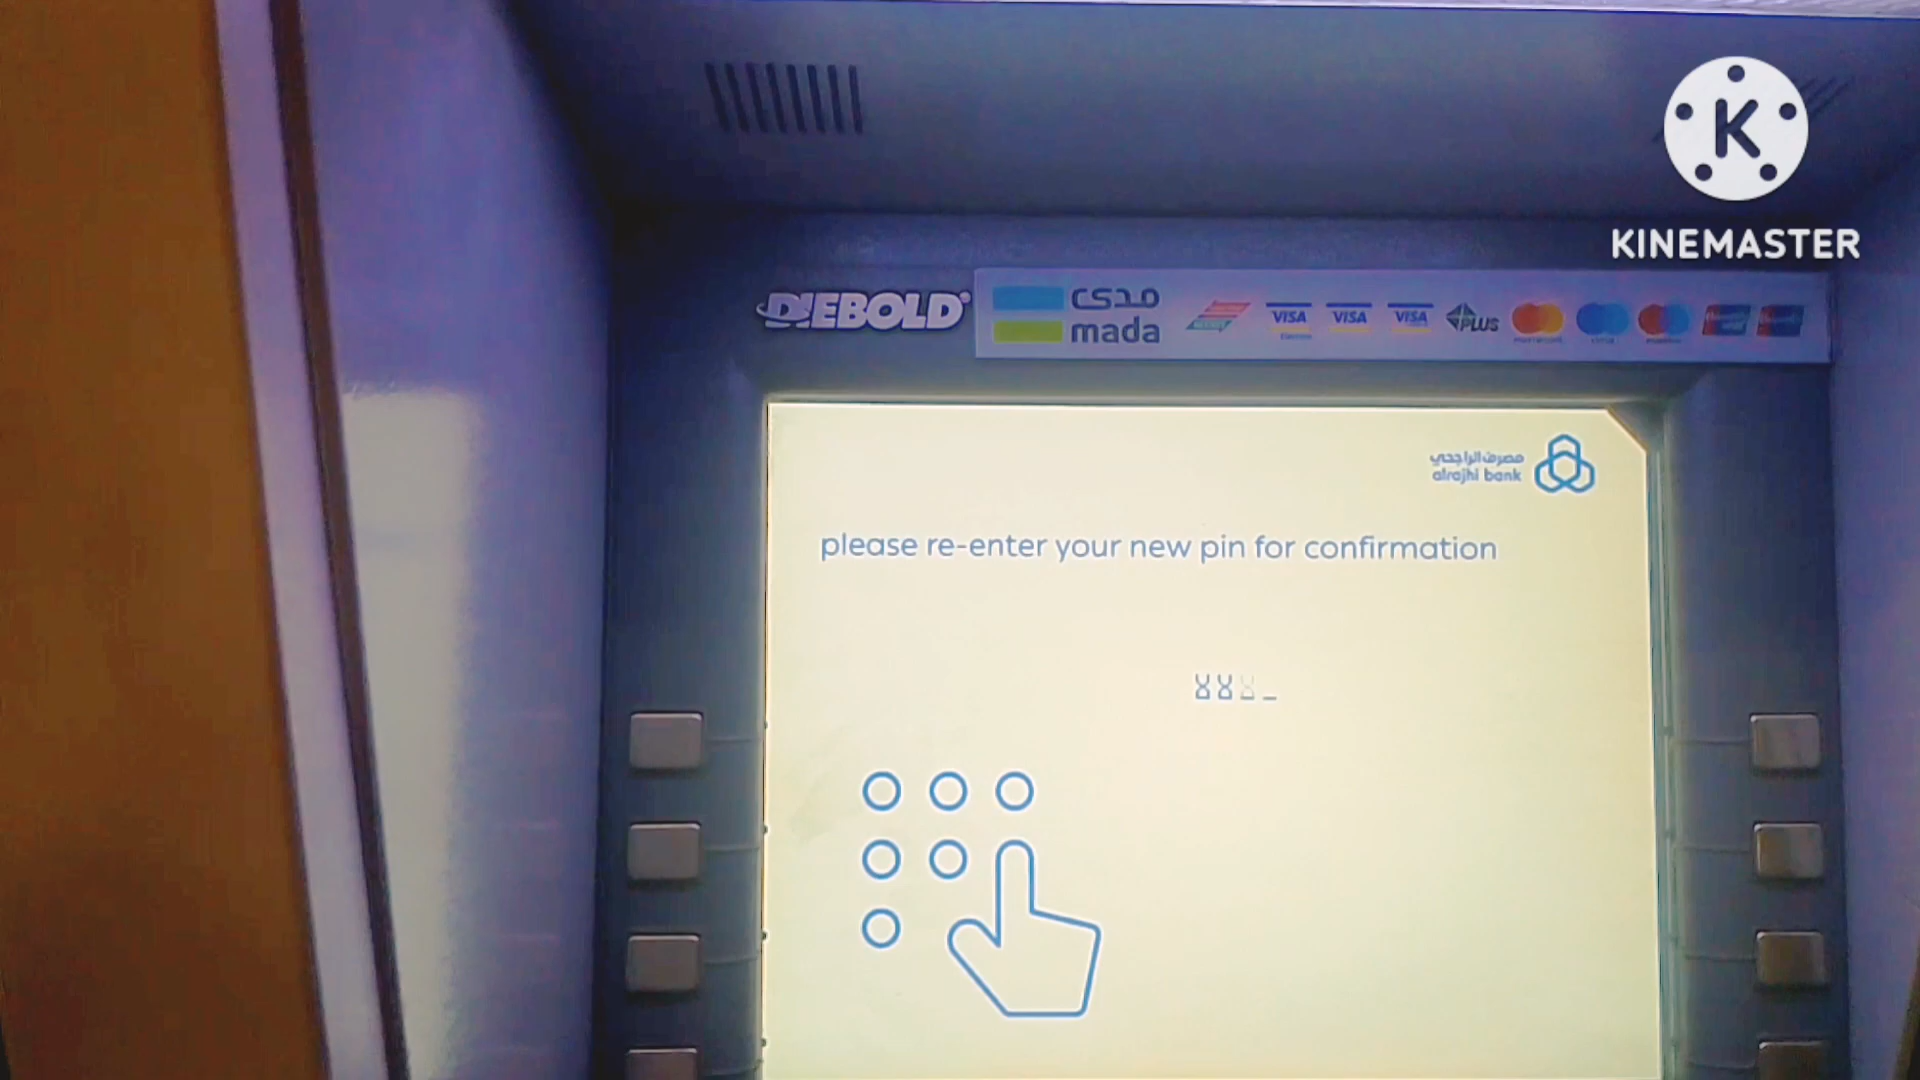 KINEMASTER
DIEBOLD
مدى
mada
VISA
VISA
VISA
PLUS
مصرف الراجحي
alrajhi bank
please re-enter your new pin for confirmation